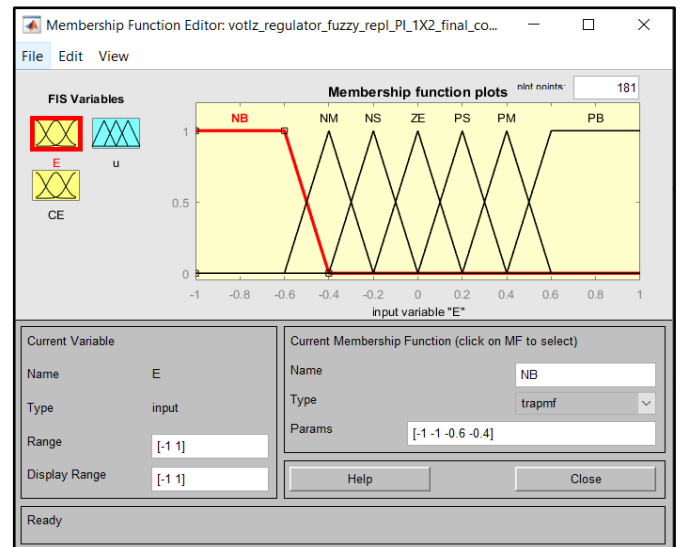 Membership Function Editor: votlz_regulator_fuzzy_repl_PI_1X2_final_co...
File Edit View
FIS Variables
E
u
CE
Membership function plots plot points: 181
NB NM NS ZE PS PM PB
1
0.5
0
-1 -0.8 -0.6 -0.4 -0.2 0 0.2 0.4 0.6 0.8 1
input variable "E"
Current Variable
Name E
Type input
Range [-1 1]
Display Range [-1 1]
Current Membership Function (click on MF to select)
Name NB
Type trapmf
Params [-1 -1 -0.6 -0.4]
Help Close
Ready